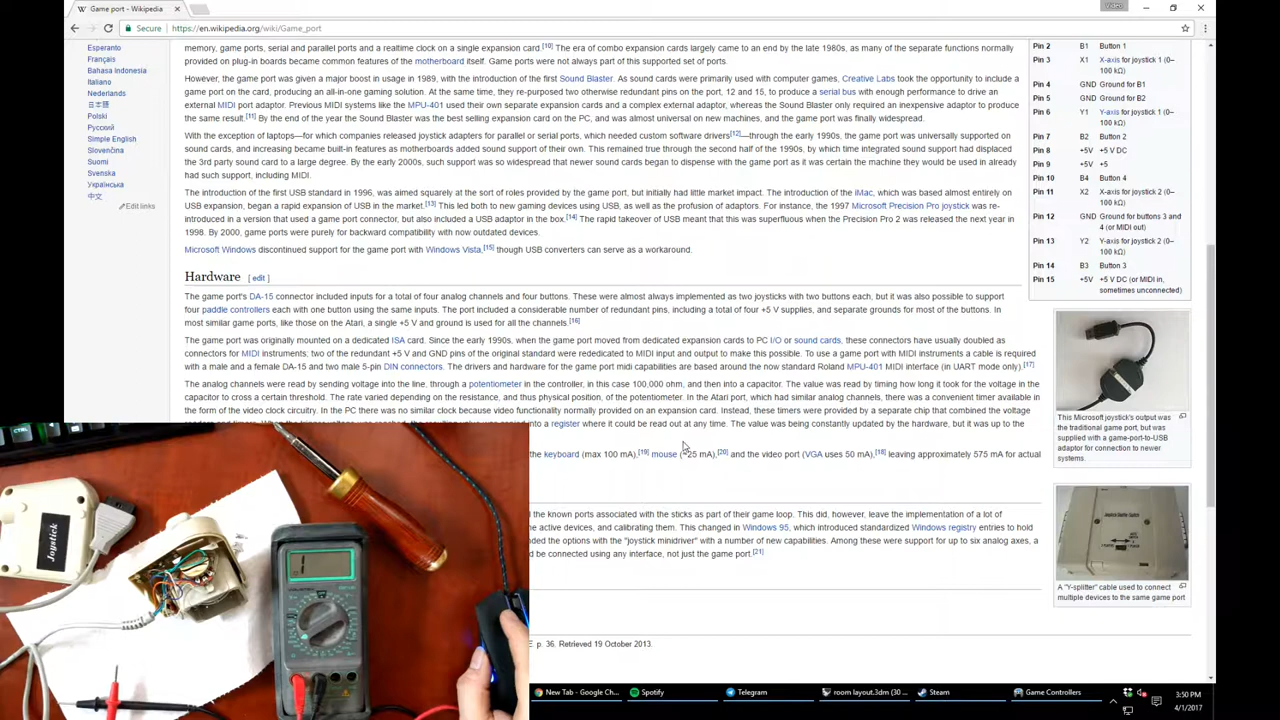 Game port - Wikipedia
Video
Secure
https://en.wikipedia.org/wiki/Game_port
Esperanto
Français
Bahasa Indonesia
Italiano
Nederlands
日本語
Polski
Русский
Simple English
Slovenčina
Suomi
Svenska
Українська
中文
Edit links
memory, game ports, serial and parallel ports and a realtime clock on a single expansion card.[10] The era of combo expansion cards largely came to an end by the late 1980s, as many of the separate functions normally
provided on plug-in boards became common features of the motherboard itself. Game ports were not always part of this supported set of ports.
However, the game port was given a major boost in usage in 1989, with the introduction of the first Sound Blaster. As sound cards were primarily used with computer games, Creative Labs took the opportunity to include a
game port on the card, producing an all-in-one gaming solution. At the same time, they re-purposed two otherwise redundant pins on the port, 12 and 15, to produce a serial bus with enough performance to drive an
external MIDI port adaptor. Previous MIDI systems like the MPU-401 used their own separate expansion cards and a complex external adaptor, whereas the Sound Blaster only required an inexpensive adaptor to produce
the same result.[11] By the end of the year the Sound Blaster was the best selling expansion card on the PC, and was almost universal on new machines, and the game port was finally widespread.
With the exception of laptops—for which companies released joystick adapters for parallel or serial ports, which needed custom software drivers[12]—through the early 1990s, the game port was universally supported on
sound cards, and increasing became built-in features as motherboards added sound support of their own. This remained true through the second half of the 1990s, by which time integrated sound support had displaced
the 3rd party sound card to a large degree. By the early 2000s, such support was so widespread that newer sound cards began to dispense with the game port as it was certain the machine they would be used in already
had such support, including MIDI.
The introduction of the first USB standard in 1996, was aimed squarely at the sort of roles provided by the game port, but initially had little market impact. The introduction of the iMac, which was based almost entirely on
USB expansion, began a rapid expansion of USB in the market.[13] This led both to new gaming devices using USB, as well as the profusion of adaptors. For instance, the 1997 Microsoft Precision Pro joystick was re-
introduced in a version that used a game port connector, but also included a USB adaptor in the box.[14] The rapid takeover of USB meant that this was superfluous when the Precision Pro 2 was released the next year in
1998. By 2000, game ports were purely for backward compatibility with now outdated devices.
Microsoft Windows discontinued support for the game port with Windows Vista,[15] though USB converters can serve as a workaround.
Hardware [ edit ]
The game port's DA-15 connector included inputs for a total of four analog channels and four buttons. These were almost always implemented as two joysticks with two buttons each, but it was also possible to support
four paddle controllers each with one button using the same inputs. The port included a considerable number of redundant pins, including a total of four +5 V supplies, and separate grounds for most of the buttons. In
most similar game ports, like those on the Atari, a single +5 V and ground is used for all the channels.[16]
The game port was originally mounted on a dedicated ISA card. Since the early 1990s, when the game port moved from dedicated expansion cards to PC I/O or sound cards, these connectors have usually doubled as
connectors for MIDI instruments; two of the redundant +5 V and GND pins of the original standard were rededicated to MIDI input and output to make this possible. To use a game port with MIDI instruments a cable is required
with a male and a female DA-15 and two male 5-pin DIN connectors. The drivers and hardware for the game port midi capabilities are based around the now standard Roland MPU-401 MIDI interface (in UART mode only).[17]
The analog channels were read by sending voltage into the line, through a potentiometer in the controller, in this case 100,000 ohm, and then into a capacitor. The value was read by timing how long it took for the voltage in the
capacitor to cross a certain threshold. The rate varied depending on the resistance, and thus physical position, of the potentiometer. In the Atari port, which had similar analog channels, there was a convenient timer available in
the form of the video clock circuitry. In the PC there was no similar clock because video functionality normally provided on an expansion card. Instead, these timers were provided by a separate chip that combined the voltage
into a register where it could be read out at any time. The value was being constantly updated by the hardware, but it was up to the
the keyboard (max 100 mA),[19] mouse (~25 mA),[20] and the video port (VGA uses 50 mA),[18] leaving approximately 575 mA for actual
d the known ports associated with the sticks as part of their game loop. This did, however, leave the implementation of a lot of
e active devices, and calibrating them. This changed in Windows 95, which introduced standardized Windows registry entries to hold
nded the options with the "joystick minidriver" with a number of new capabilities. Among these were support for up to six analog axes, a
d be connected using any interface, not just the game port.[21]
E p. 36. Retrieved 19 October 2013.
Pin 2 B1 Button 1
Pin 3 X1 X-axis for joystick 1 (0–
100 kΩ)
Pin 4 GND Ground for B1
Pin 5 GND Ground for B2
Pin 6 Y1 Y-axis for joystick 1 (0–
100 kΩ)
Pin 7 B2 Button 2
Pin 8 +5V +5 V DC
Pin 9 +5V +5
Pin 10 B4 Button 4
Pin 11 X2 X-axis for joystick 2 (0–
100 kΩ)
Pin 12 GND Ground for buttons 3 and
4 (or MIDI out)
Pin 13 Y2 Y-axis for joystick 2 (0–
100 kΩ)
Pin 14 B3 Button 3
Pin 15 +5V +5 V DC (or MIDI in,
sometimes unconnected)
This Microsoft joystick's output was
the traditional game port, but was
supplied with a game-port-to-USB
adaptor for connection to newer
systems.
A "Y-splitter" cable used to connect
multiple devices to the same game port
Joystick
New Tab - Google Ch...
Spotify
Telegram
room layout.3dm (30 ...
Steam
Game Controllers
3:50 PM
4/1/2017